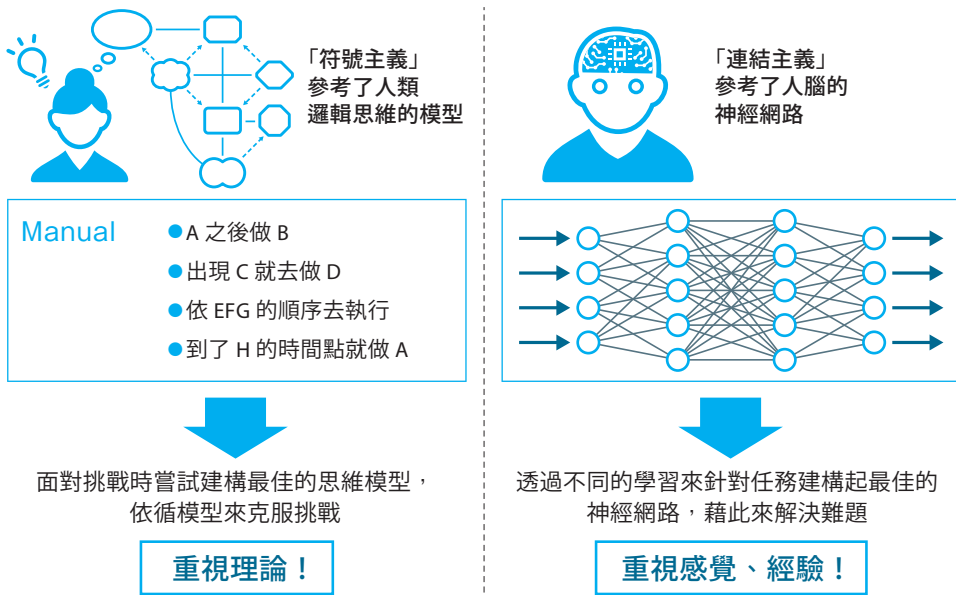 「符號主義」
參考了人類
邏輯思維的模型
Manual
●A 之後做 B
●出現 C 就去做 D
●依 EFG 的順序去執行
●到了 H 的時間點就做 A
面對挑戰時嘗試建構最佳的思維模型，
依循模型來克服挑戰
重視理論！
「連結主義」
參考了人腦的
神經網路
透過不同的學習來針對任務建構起最佳的
神經網路，藉此來解決難題
重視感覺、經驗！